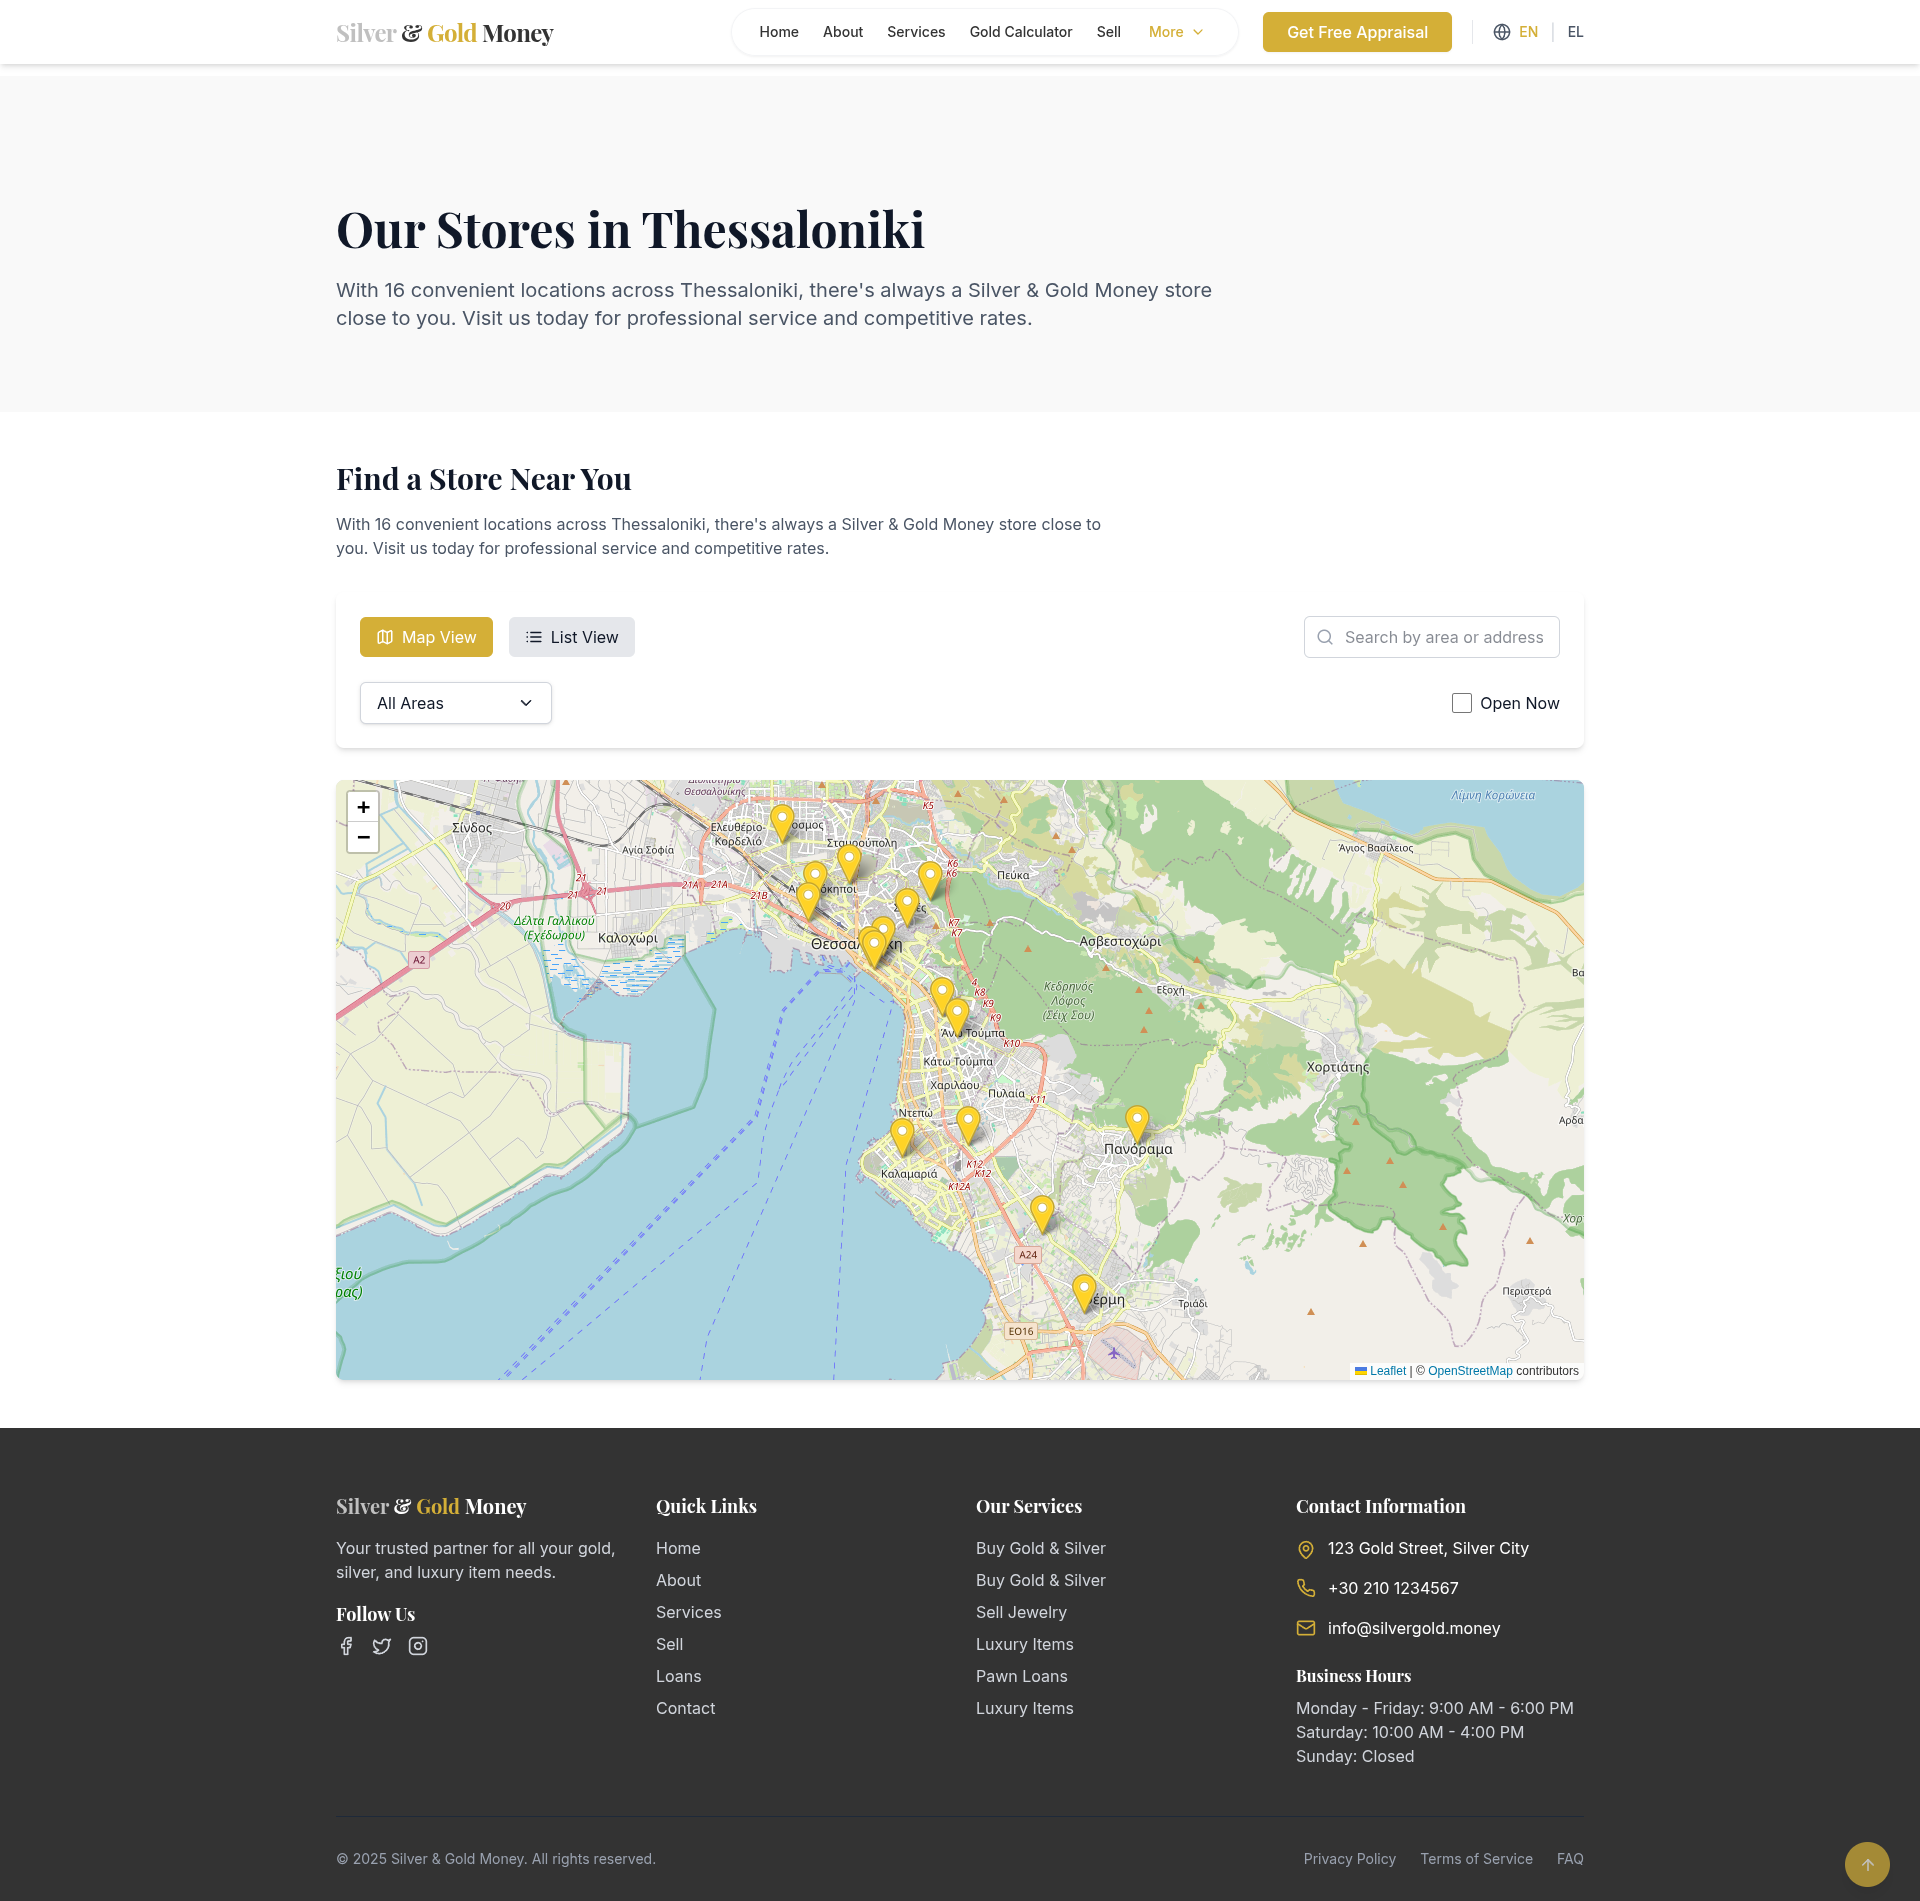 Silver & Gold Money
Home
About
Services
Gold Calculator
Sell
More
Get Free Appraisal
EN
EL
Our Stores in Thessaloniki
With 16 convenient locations across Thessaloniki, there's always a Silver & Gold Money store
close to you. Visit us today for professional service and competitive rates.
Find a Store Near You
With 16 convenient locations across Thessaloniki, there's always a Silver & Gold Money store close to
you. Visit us today for professional service and competitive rates.
Map View
List View
Search by area or address
All Areas
Open Now
+
−
Θεσσαλονίκης
Λίμνη Κορώνεια
K5
Σίνδος
Ελευθέριο-
Κορδελιό
Σταυρούπολη
Αγία Σοφία
Άγιος Βασίλειος
K6
K6
Πεύκα
21
21
21
21A
21A
21B
20
Δέλτα Γαλλικού
(Εχέδωρου)
Καλοχώρι
K7
K7
Ασβεστοχώρι
A2
Κεδρηνός
Λόφος
(Σέιχ Σου)
Εξοχή
4
K8
K9
K9
Τούμπα
K10
Κάτω Τούμπα
Χορτιάτης
Χαριλάου
Πυλαία
K11
Ντεπώ
Πανόραμα
Καλαμαριά
K12
K12
K12A
A24
Τριάδι
Περιστερά
EO16
Leaflet | © OpenStreetMap contributors
Silver & Gold Money
Your trusted partner for all your gold,
silver, and luxury item needs.
Follow Us
Quick Links
Home
About
Services
Sell
Loans
Contact
Our Services
Buy Gold & Silver
Buy Gold & Silver
Sell Jewelry
Luxury Items
Pawn Loans
Luxury Items
Contact Information
123 Gold Street, Silver City
+30 210 1234567
info@silvergold.money
Business Hours
Monday - Friday: 9:00 AM - 6:00 PM
Saturday: 10:00 AM - 4:00 PM
Sunday: Closed
© 2025 Silver & Gold Money. All rights reserved.
Privacy Policy
Terms of Service
FAQ